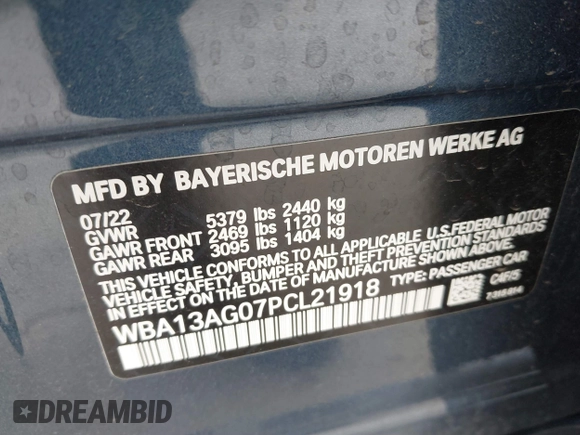 MFD BY BAYERISCHE MOTOREN WERKE AG
07/22
GVWR 5379 lbs 2440 kg
GAWR FRONT 2469 lbs 1120 kg
GAWR REAR 3095 lbs 1404 kg
THIS VEHICLE CONFORMS TO ALL APPLICABLE U.S.FEDERAL MOTOR
VEHICLE SAFETY, BUMPER AND THEFT PREVENTION STANDARDS
IN EFFECT ON THE DATE OF MANUFACTURE SHOWN ABOVE.
WBA13AG07PCL21918 TYPE: PASSENGER CAR
DREAMBID